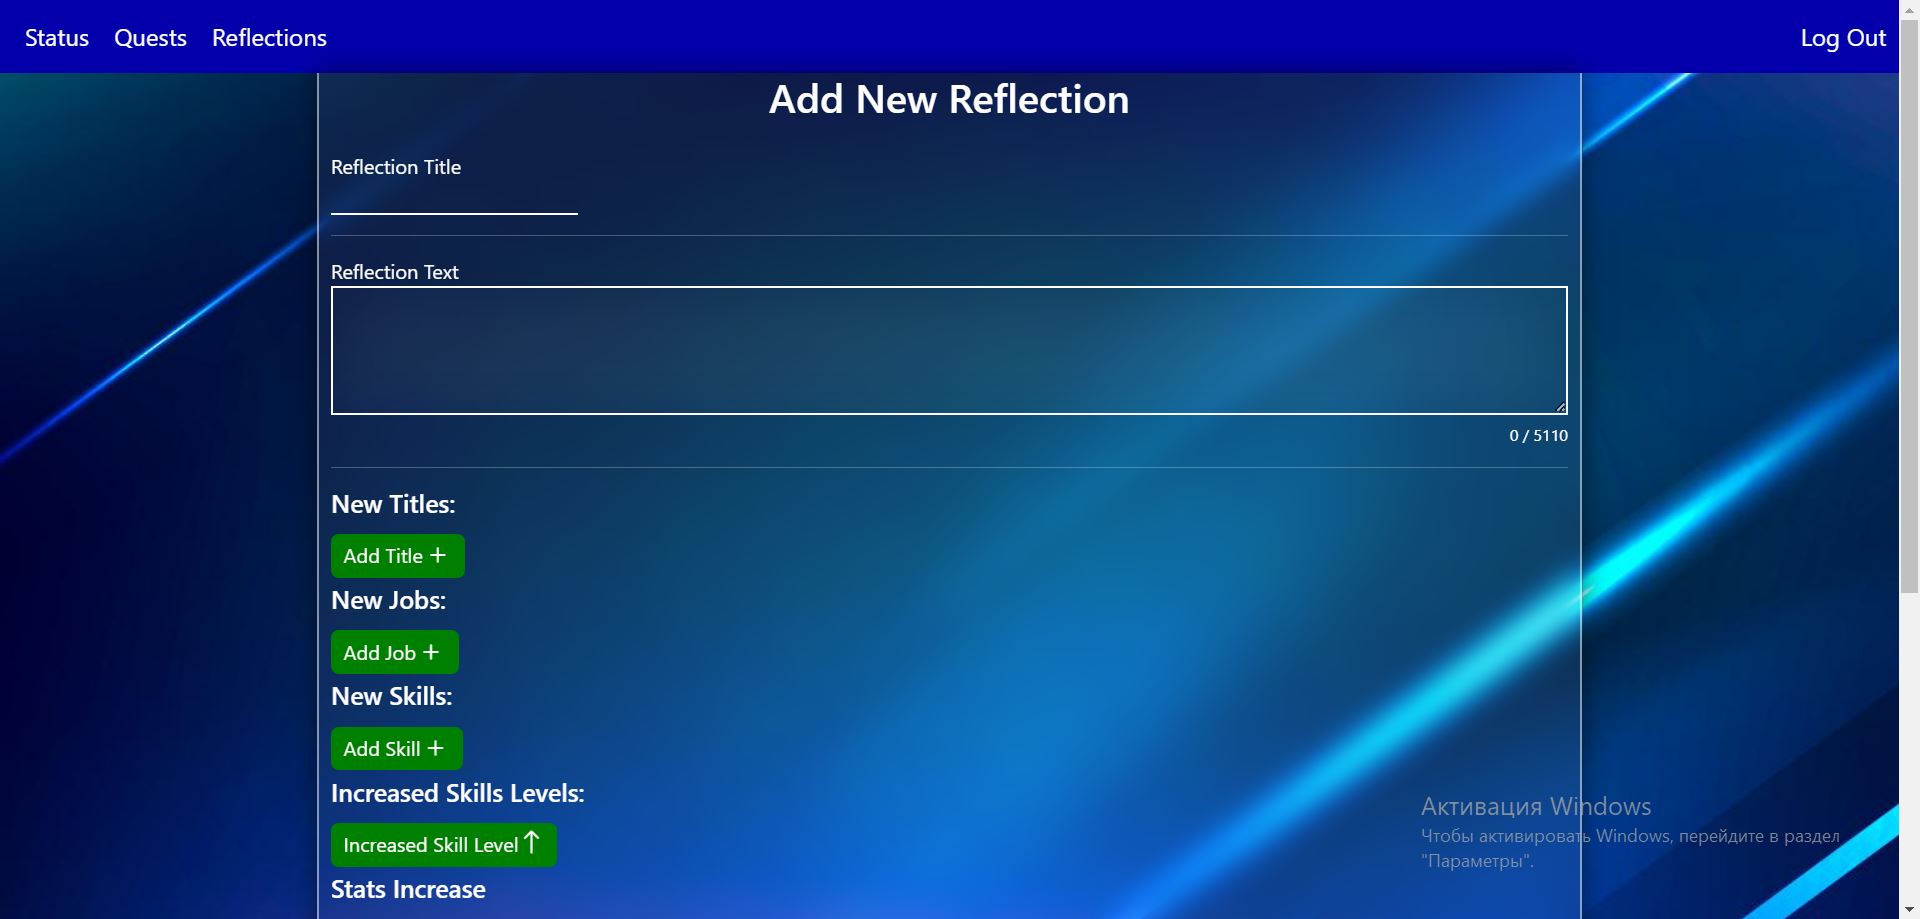 Status Quests Reflections Log Out
Add New Reflection
Reflection Title
Reflection Text
0 / 5110
New Titles:
Add Title +
New Jobs:
Add Job +
New Skills:
Add Skill +
Increased Skills Levels:
Increased Skill Level ↑
Stats Increase
Активация Windows
Чтобы активировать Windows, перейдите в раздел
"Параметры".